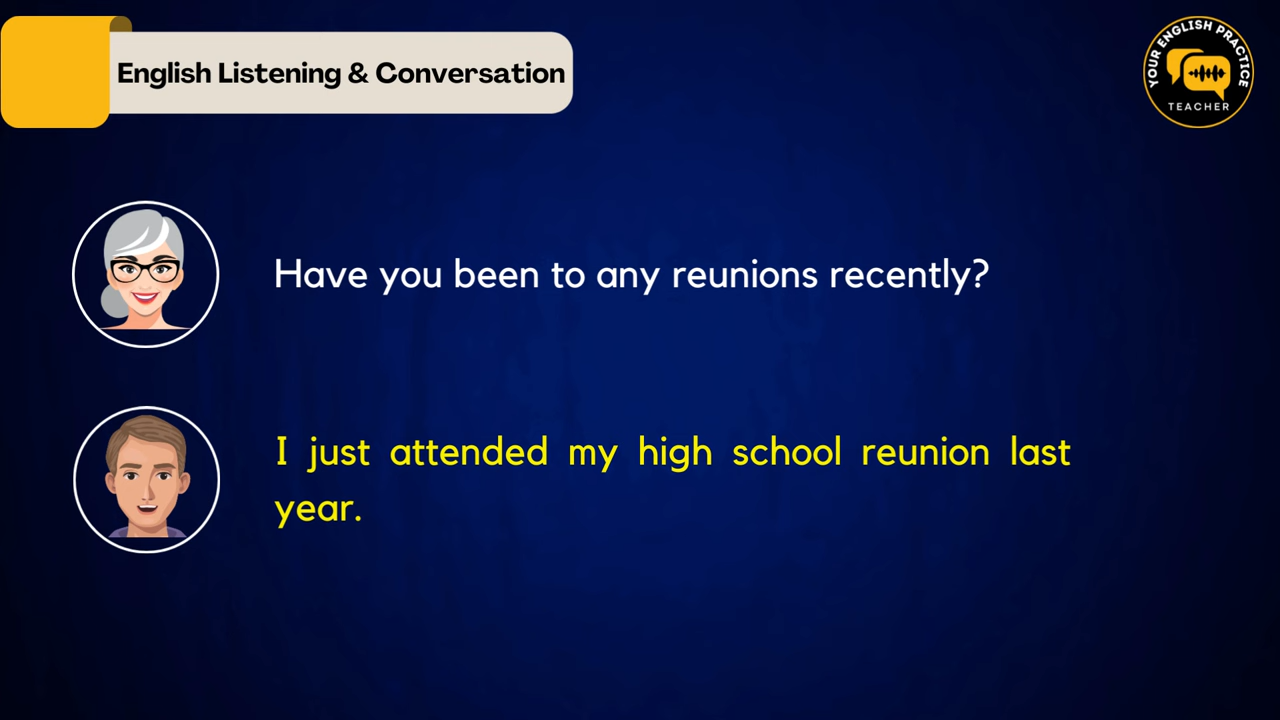 English Listening & Conversation
YOUR ENGLISH PRACTICE
TEACHER
Have you been to any reunions recently?
I just attended my high school reunion last
year.